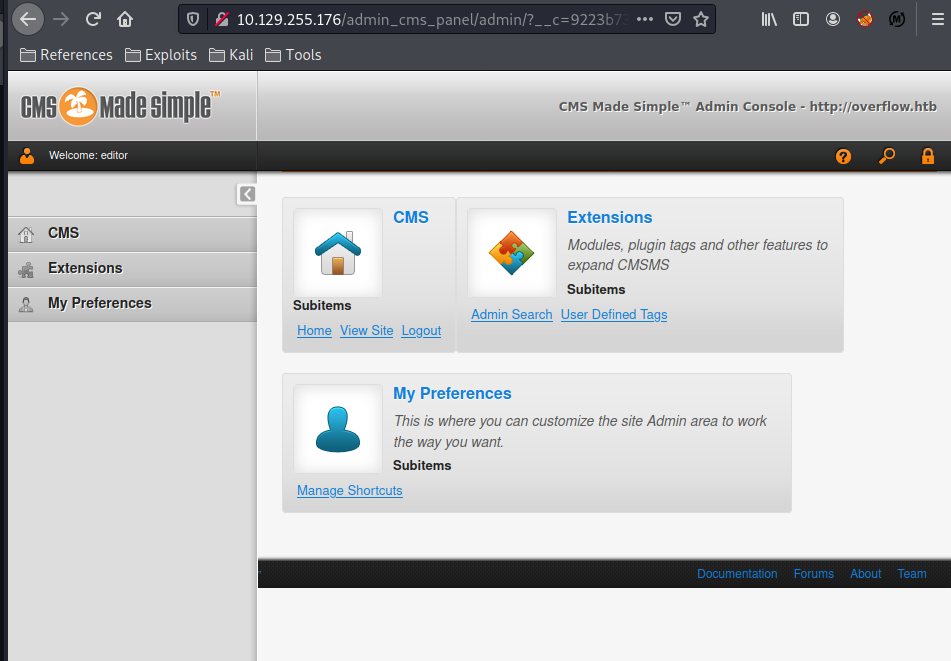 10.129.255.176/admin_cms_panel/admin/?__c=9223b73
References Exploits Kali Tools
CMS made simple™
CMS Made Simple™ Admin Console - http://overflow.htb
Welcome: editor
CMS
Extensions
My Preferences
CMS
Subitems
Home View Site Logout
Extensions
Modules, plugin tags and other features to
expand CMSMS
Subitems
Admin Search User Defined Tags
My Preferences
This is where you can customize the site Admin area to work
the way you want.
Subitems
Manage Shortcuts
Documentation Forums About Team